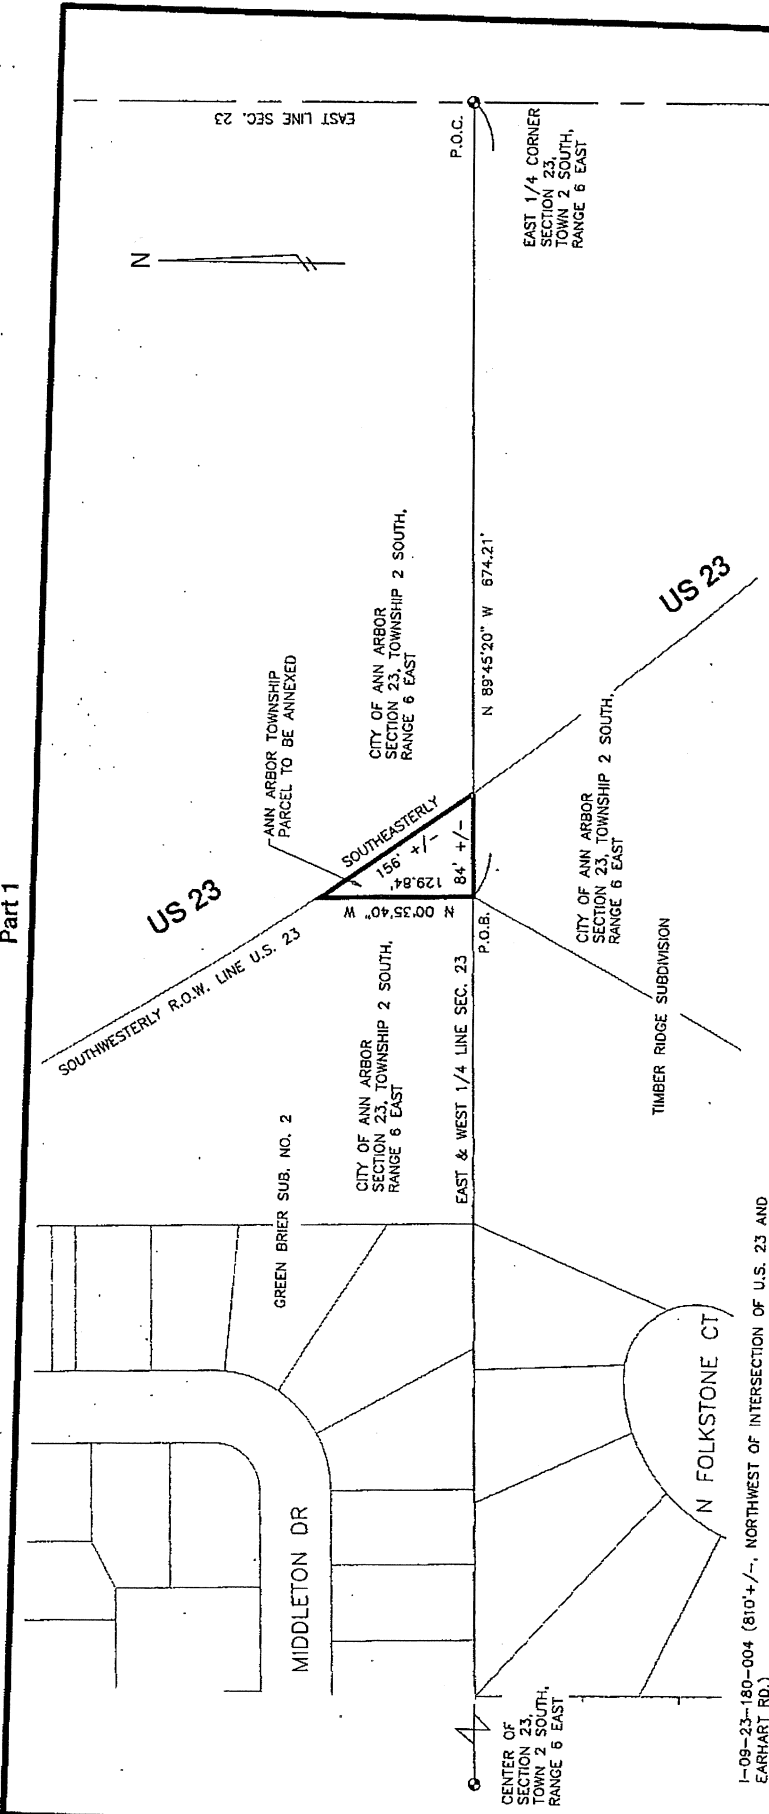 Part 1
EAST LINE SEC. 23
N
P.O.C.
EAST 1/4 CORNER
SECTION 23,
TOWN 2 SOUTH,
RANGE 6 EAST
US 23
SOUTHWESTERLY R.O.W. LINE U.S. 23
ANN ARBOR TOWNSHIP
PARCEL TO BE ANNEXED
CITY OF ANN ARBOR
SECTION 23, TOWNSHIP 2 SOUTH,
RANGE 6 EAST
SOUTHEASTERLY
156' +/-
129.84'
N 00°35'40" W
84' +/-
N 89°45'20" W 674.21'
US 23
P.O.B.
CITY OF ANN ARBOR
SECTION 23, TOWNSHIP 2 SOUTH,
RANGE 6 EAST
CITY OF ANN ARBOR
SECTION 23, TOWNSHIP 2 SOUTH,
RANGE 6 EAST
EAST & WEST 1/4 LINE SEC. 23
TIMBER RIDGE SUBDIVISION
GREEN BRIER SUB. NO. 2
MIDDLETON DR
N FOLKSTONE CT
CENTER OF
SECTION 23,
TOWN 2 SOUTH,
RANGE 6 EAST
I-09-23-180-004 (810'+/-, NORTHWEST OF INTERSECTION OF U.S. 23 AND
EARHART RD.)